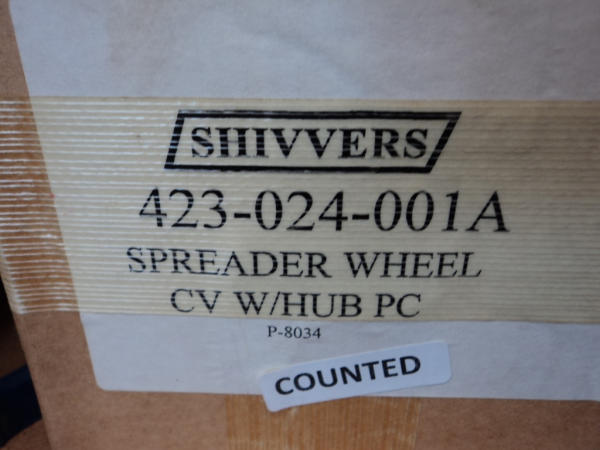 SHIVVERS
423-024-001A
SPREADER WHEEL
CV W/HUB PC
P-8034
COUNTED